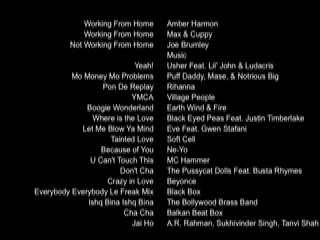 Working From Home Amber Harmon
Working From Home Max & Cuppy
Not Working From Home Joe Brumley
Music
Yeah! Usher Feat. Lil' John & Ludacris
Mo Money Mo Problems Puff Daddy, Mase, & Notrious Big
Pon De Replay Rihanna
YMCA Village People
Boogie Wonderland Earth Wind & Fire
Where is the Love Black Eyed Peas Feat. Justin Timberlake
Let Me Blow Ya Mind Eve Feat. Gwen Stafani
Tainted Love Soft Cell
Because of You Ne-Yo
U Can't Touch This MC Hammer
Don't Cha The Pussycat Dolls Feat. Busta Rhymes
Crazy in Love Beyonce
Everybody Everybody Le Freak Mix Black Box
Ishq Bina Ishq Bina The Bollywood Brass Band
Cha Cha Balkan Beat Box
Jai Ho A.R. Rahman, Sukhivinder Singh, Tanvi Shah